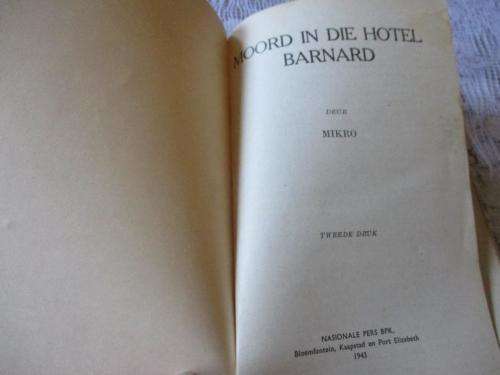 MOORD IN DIE HOTEL
BARNARD
DEUR
MIKRO
TWEEDE DRUK
NASIONALE PERS BPK.,
Bloemfontein, Kaapstad en Port Elizabeth
1943